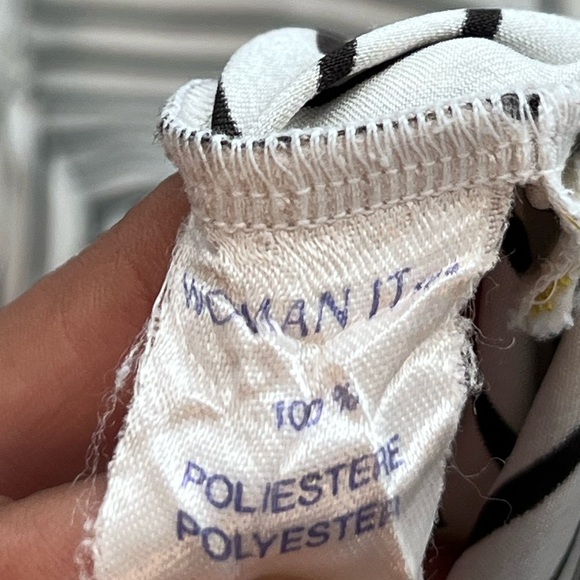 WOMAN IT
100 %
POLIESTERE
POLYESTER